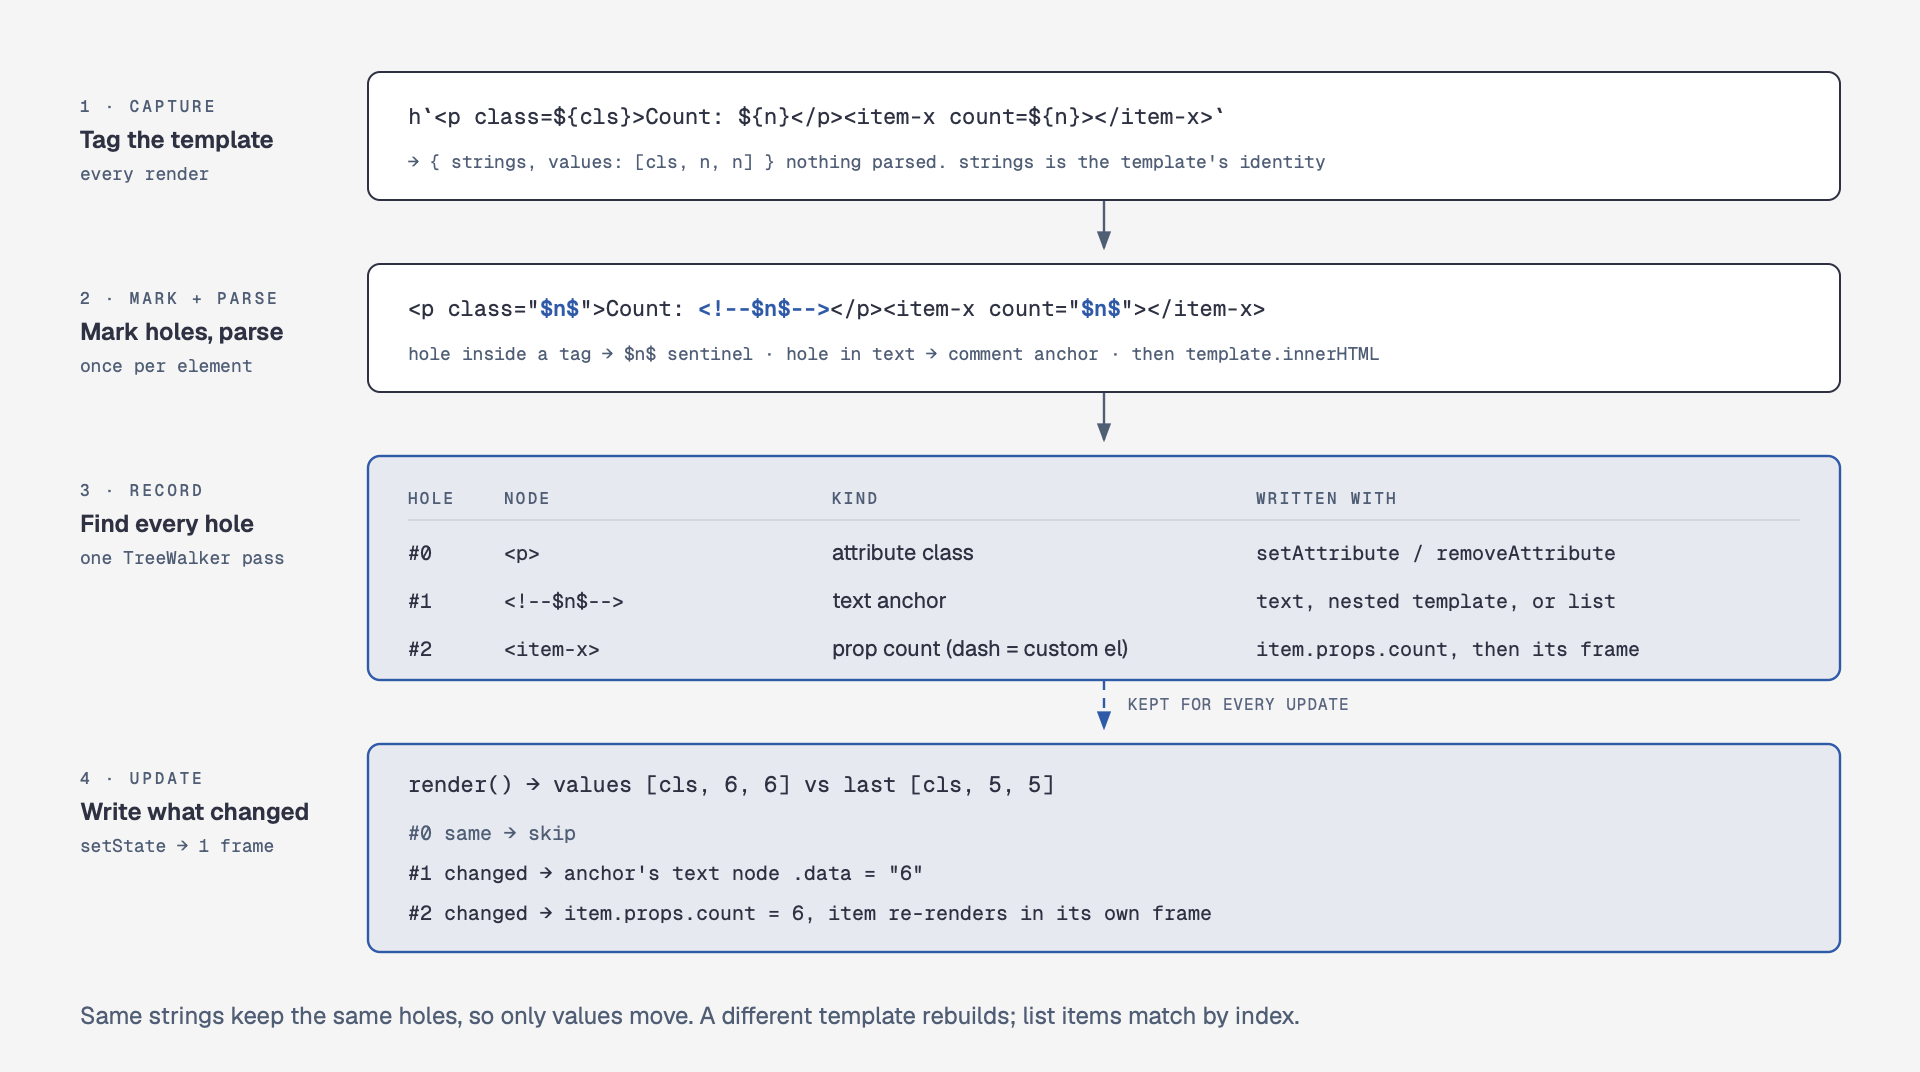 1 · CAPTURE
Tag the template
every render
h`<p class=${cls}>Count: ${n}</p><item-x count=${n}></item-x>`
→ { strings, values: [cls, n, n] } nothing parsed. strings is the template's identity
2 · MARK + PARSE
Mark holes, parse
once per element
<p class="$n$">Count: <!--$n$--></p><item-x count="$n$"></item-x>
hole inside a tag → $n$ sentinel · hole in text → comment anchor · then template.innerHTML
3 · RECORD
Find every hole
one TreeWalker pass
HOLE NODE KIND WRITTEN WITH
#0 <p> attribute class setAttribute / removeAttribute
#1 <!--$n$--> text anchor text, nested template, or list
#2 <item-x> prop count (dash = custom el) item.props.count, then its frame
KEPT FOR EVERY UPDATE
4 · UPDATE
Write what changed
setState → 1 frame
render() → values [cls, 6, 6] vs last [cls, 5, 5]
#0 same → skip
#1 changed → anchor's text node .data = "6"
#2 changed → item.props.count = 6, item re-renders in its own frame
Same strings keep the same holes, so only values move. A different template rebuilds; list items match by index.